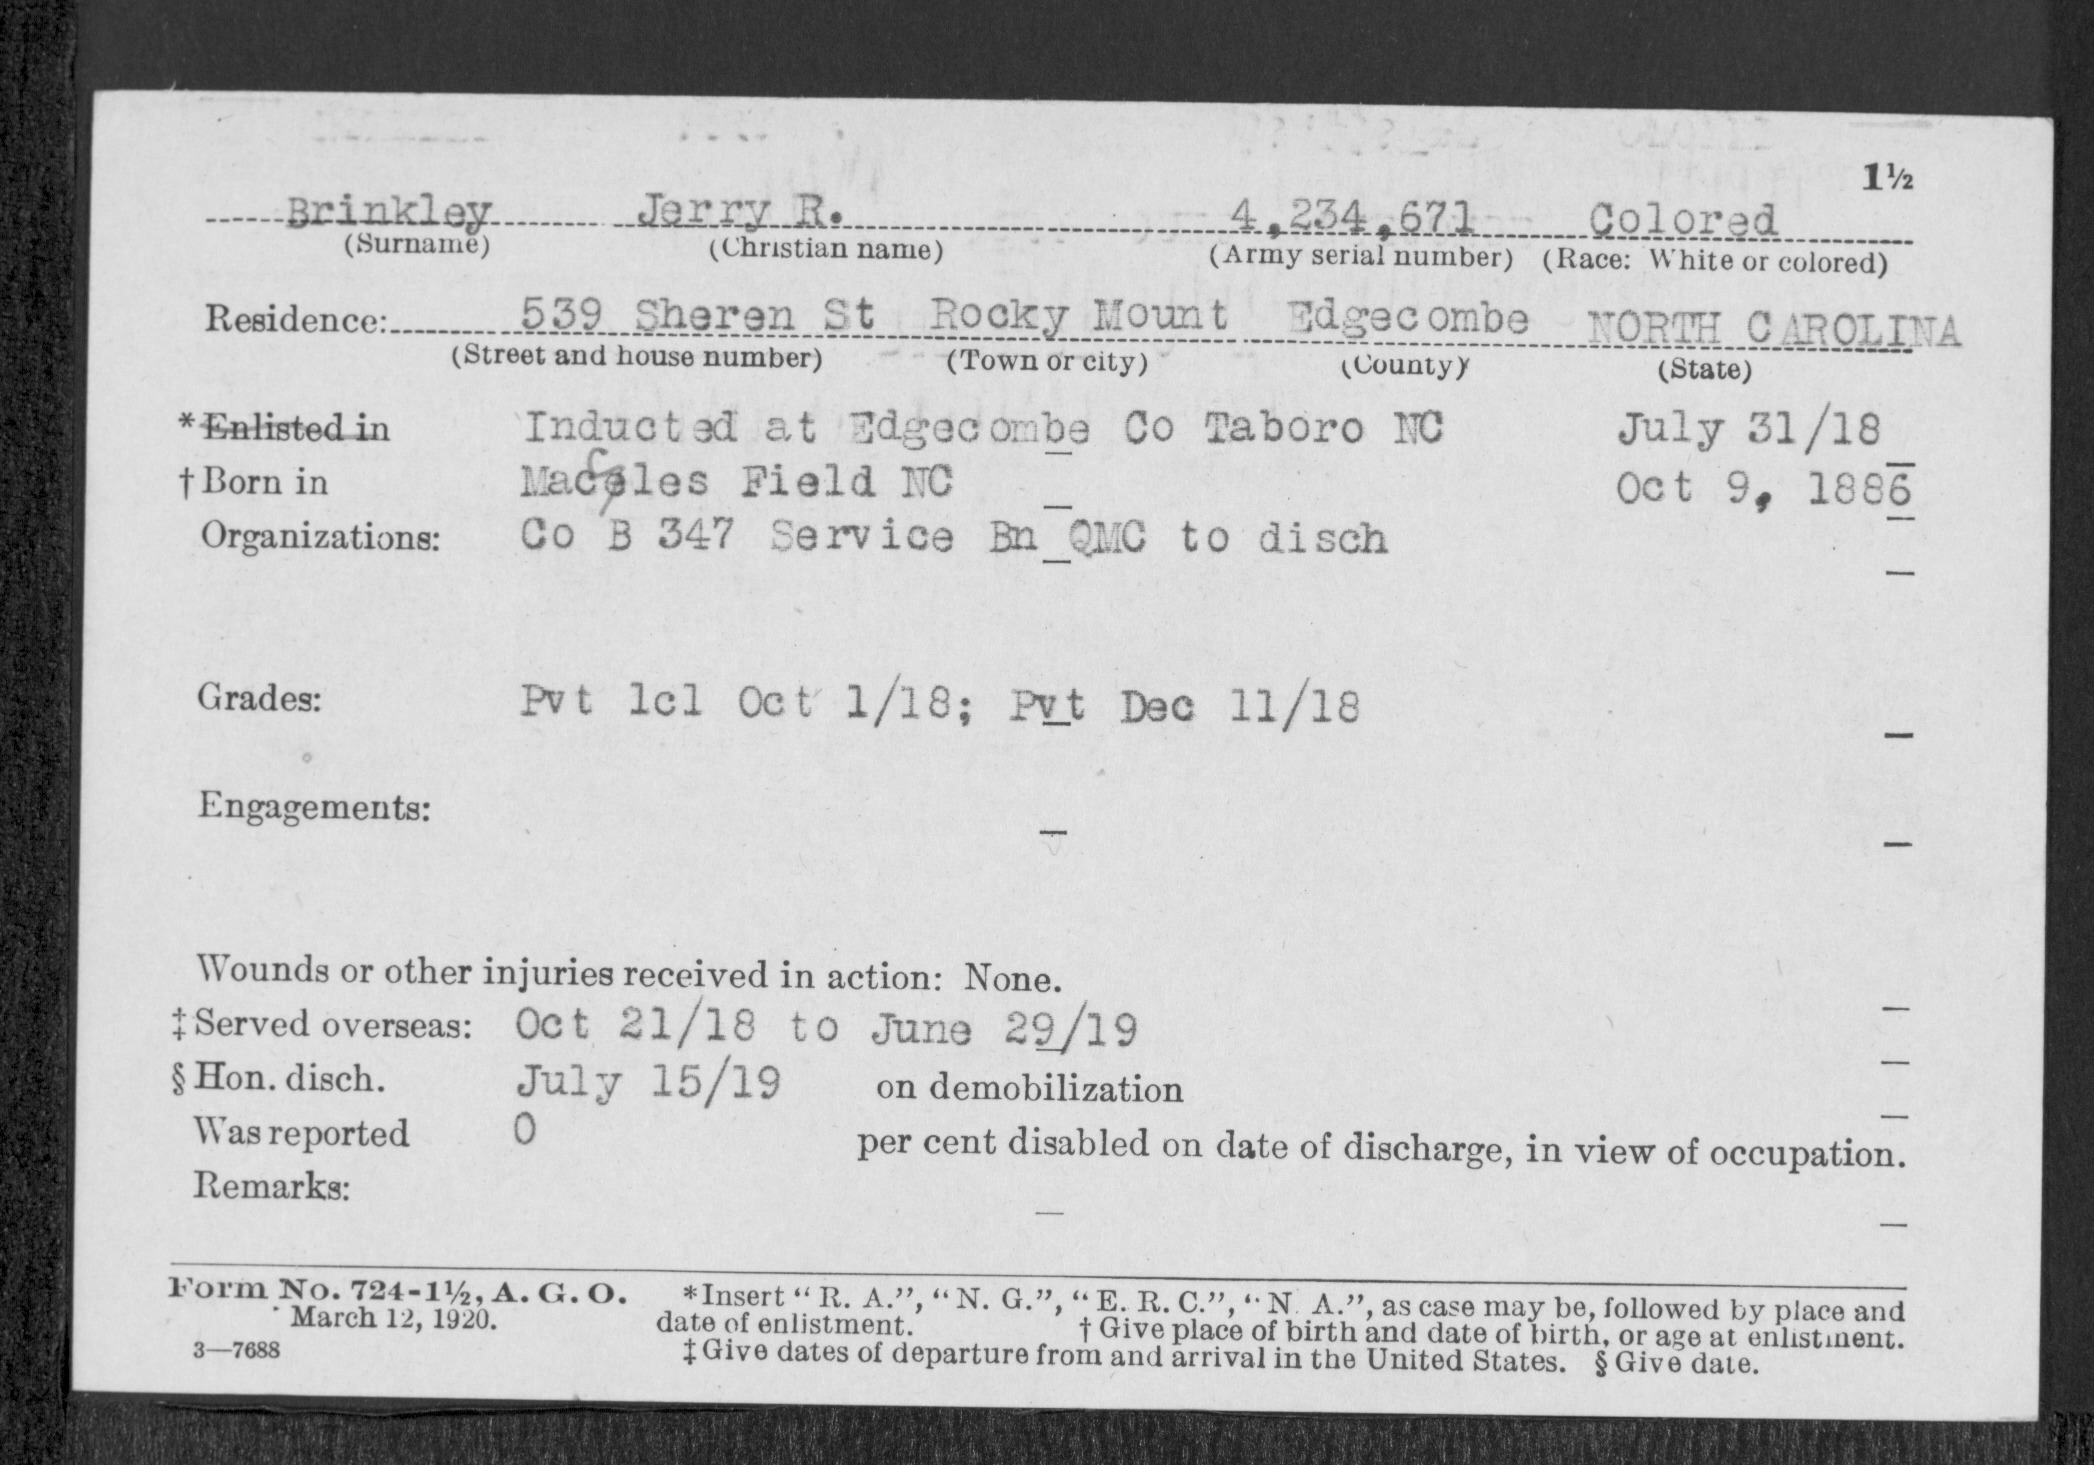 1½
Brinkley Jerry R. 4,234,671 Colored
(Surname) (Christian name) (Army serial number) (Race: White or colored)
Residence: 539 Sheren St Rocky Mount Edgecombe NORTH CAROLINA
(Street and house number) (Town or city) (County) (State)
*Enlisted in Inducted at Edgecombe Co Taboro NC July 31/18
†Born in Maccles Field NC Oct 9, 1886
Organizations: Co B 347 Service Bn QMC to disch
Grades: Pvt 1cl Oct 1/18; Pvt Dec 11/18
Engagements:
Wounds or other injuries received in action: None.
‡Served overseas: Oct 21/18 to June 29/19
§Hon. disch. July 15/19 on demobilization
Was reported 0 per cent disabled on date of discharge, in view of occupation.
Remarks:
Form No. 724-1½, A. G. O. *Insert "R. A.", "N. G.", "E. R. C.", "N. A.", as case may be, followed by place and
March 12, 1920. date of enlistment. †Give place of birth and date of birth, or age at enlistment.
3—7688 ‡Give dates of departure from and arrival in the United States. §Give date.